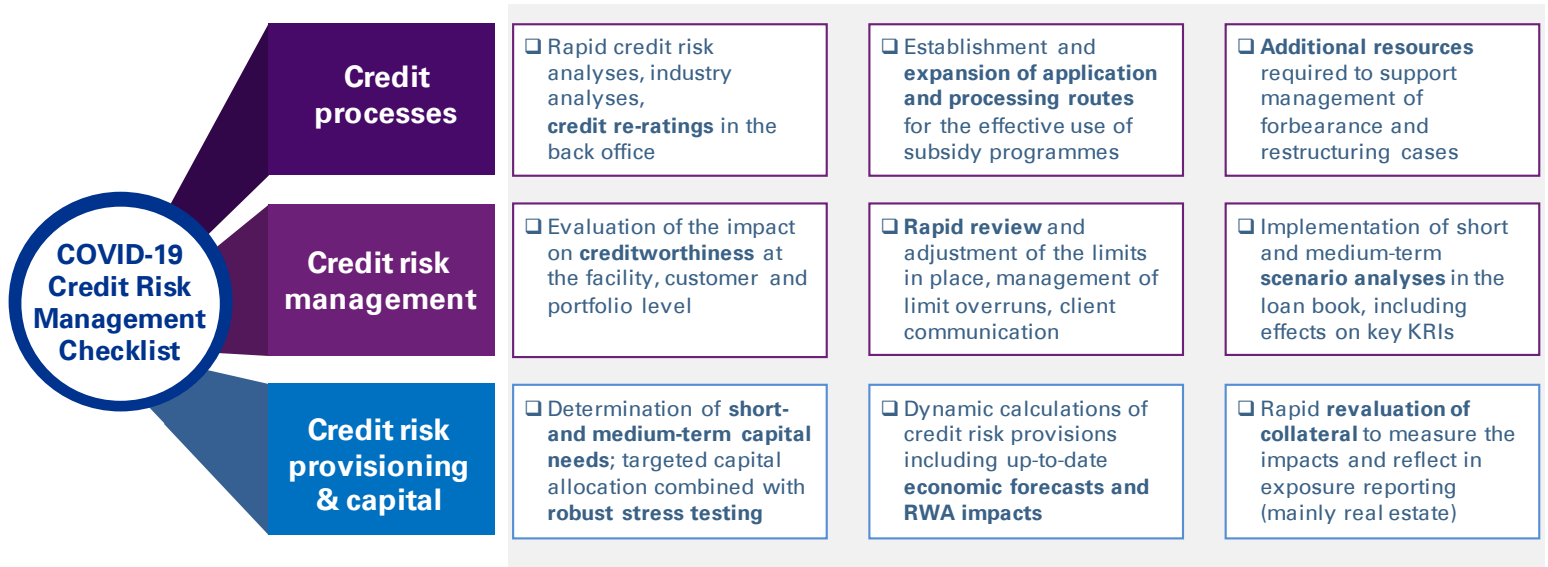 COVID-19
Credit Risk
Management
Checklist
Credit
processes
❑ Rapid credit risk
analyses, industry
analyses,
credit re-ratings in the
back office
❑ Establishment and
expansion of application
and processing routes
for the effective use of
subsidy programmes
❑ Additional resources
required to support
management of
forbearance and
restructuring cases
Credit risk
management
❑ Evaluation of the impact
on creditworthiness at
the facility, customer and
portfolio level
❑ Rapid review and
adjustment of the limits
in place, management of
limit overruns, client
communication
❑ Implementation of short
and medium-term
scenario analyses in the
loan book, including
effects on key KRIs
Credit risk
provisioning
& capital
❑ Determination of short-
and medium-term capital
needs; targeted capital
allocation combined with
robust stress testing
❑ Dynamic calculations of
credit risk provisions
including up-to-date
economic forecasts and
RWA impacts
❑ Rapid revaluation of
collateral to measure the
impacts and reflect in
exposure reporting
(mainly real estate)